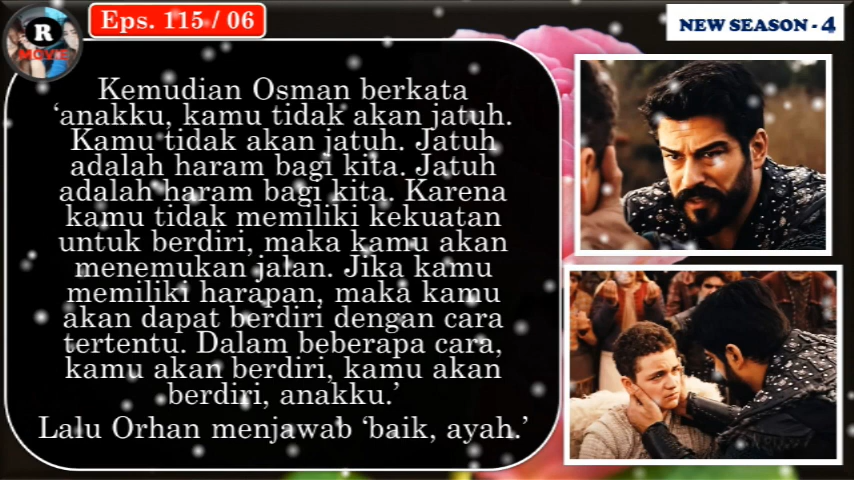 R
MOVIE
Eps. 115 / 06
NEW SEASON - 4
Kemudian Osman berkata
‘anakku, kamu tidak akan jatuh.
Kamu tidak akan jatuh. Jatuh
adalah haram bagi kita. Jatuh
adalah haram bagi kita. Karena
kamu tidak memiliki kekuatan
untuk berdiri, maka kamu akan
menemukan jalan. Jika kamu
memiliki harapan, maka kamu
akan dapat berdiri dengan cara
tertentu. Dalam beberapa cara,
kamu akan berdiri, kamu akan
berdiri, anakku.’
Lalu Orhan menjawab ‘baik, ayah.’